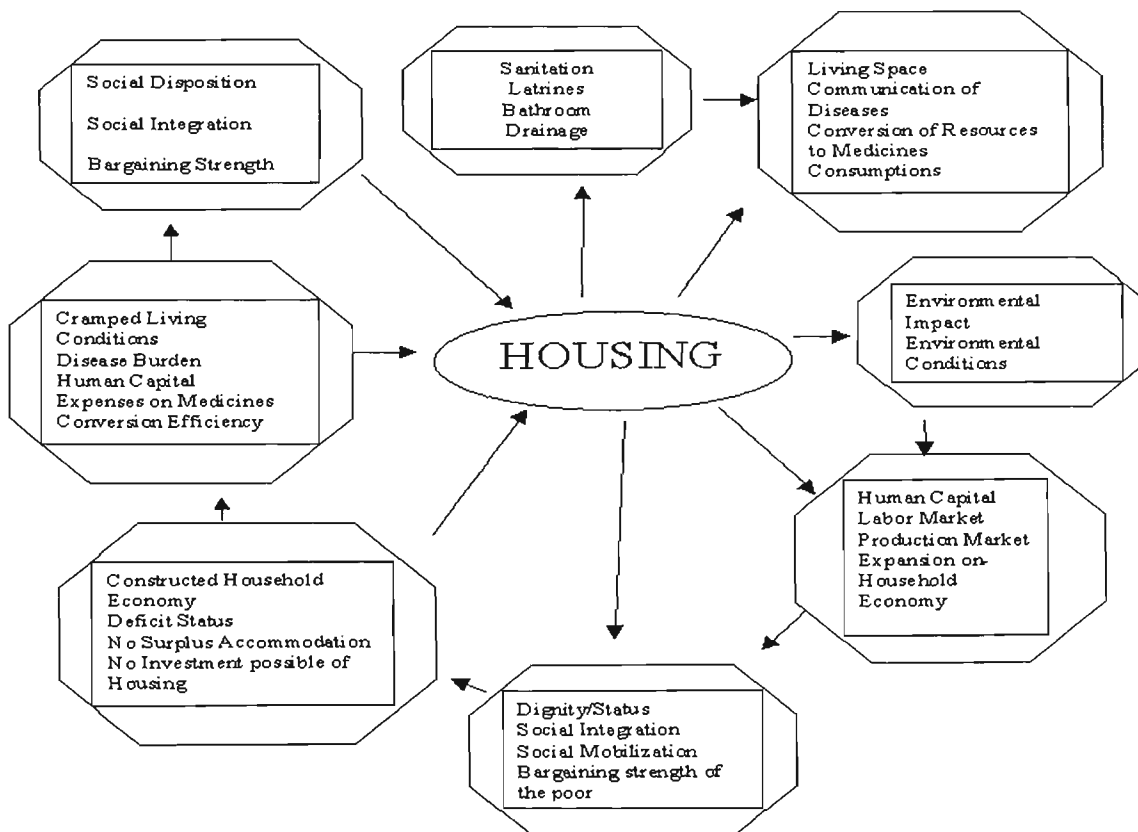 Social Disposition
Social Integration
Bargaining Strength
Sanitation
Latrines
Bathroom
Drainage
Living Space
Communication of
Diseases
Conversion of Resources
to Medicines
Consumptions
Cramped Living
Conditions
Disease Burden
Human Capital
Expenses on Medicines
Conversion Efficiency
HOUSING
Environmental
Impact
Environmental
Conditions
Human Capital
Labor Market
Production Market
Expansion on-
Household
Economy
Constructed Household
Economy
Deficit Status
No Surplus Accommodation
No Investment possible of
Housing
Dignity/Status
Social Integration
Social Mobilization
Bargaining strength of
the poor